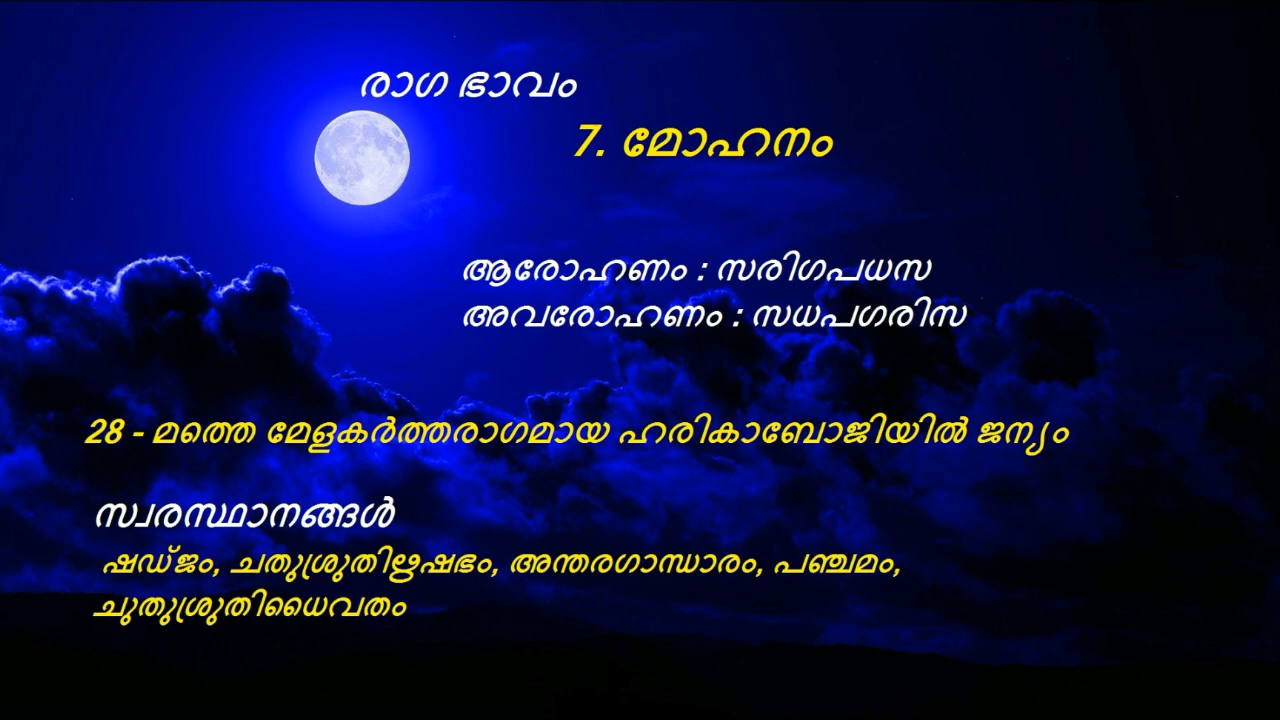 രാഗ ഭാവം
7. മോഹനം
ആരോഹണം : സരിഗപധസ
അവരോഹണം : സധപഗരിസ
28 - മത്തെ മേളകർത്തരാഗമായ ഹരികാബോജിയിൽ ജന്യം
സ്വരസ്ഥാനങ്ങൾ
ഷഡ്ജം, ചതുശ്രുതിഋഷഭം, അന്തരഗാന്ധാരം, പഞ്ചമം,
ചുതുശ്രുതിധൈവതം